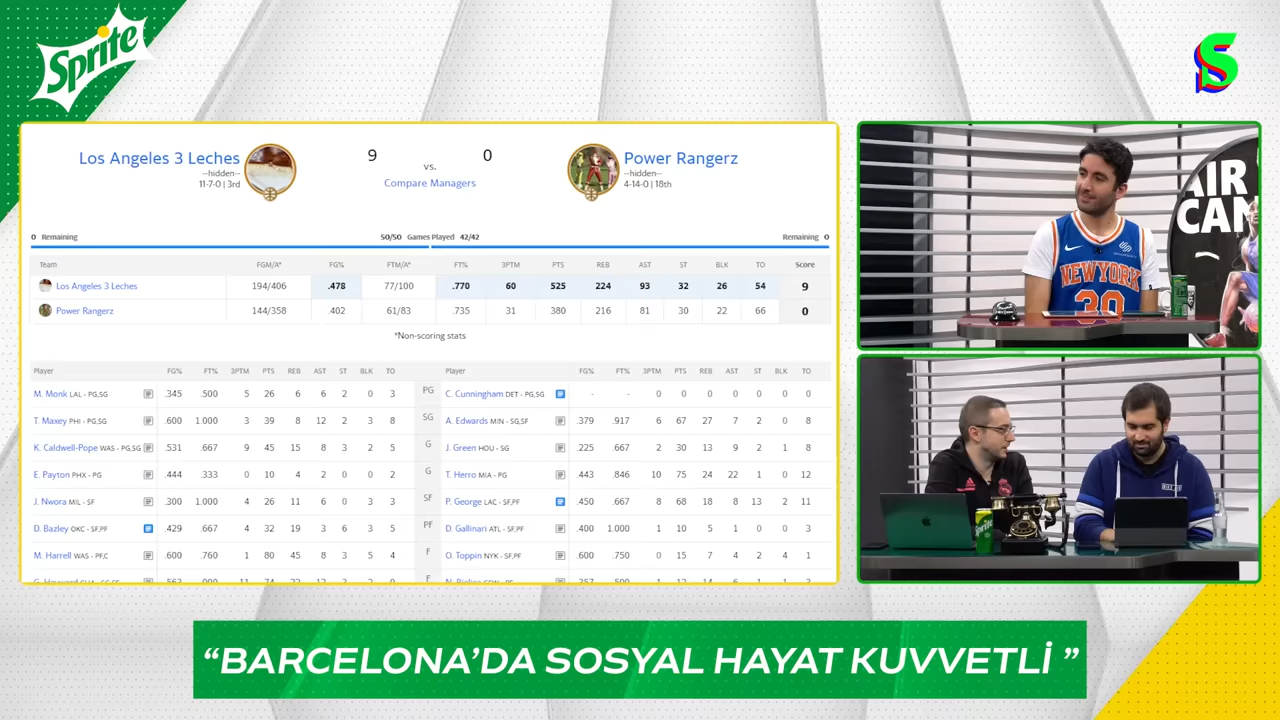 Sprite
S
Los Angeles 3 Leches
--hidden--
11-7-0 | 3rd
9
vs.
0
Compare Managers
Power Rangerz
--hidden--
4-14-0 | 18th
0 Remaining
50/50 Games Played 42/42
Remaining 0
Team FGM/A* FG% FTM/A* FT% 3PTM PTS REB AST ST BLK TO Score
Los Angeles 3 Leches 194/406 .478 77/100 .770 60 525 224 93 32 26 54 9
Power Rangerz 144/358 .402 61/83 .735 31 380 216 81 30 22 66 0
*Non-scoring stats
Player FG% FT% 3PTM PTS REB AST ST BLK TO Player FG% FT% 3PTM PTS REB AST ST BLK TO
M. Monk LAL - PG,SG .345 .500 5 26 6 6 2 0 3 PG C. Cunningham DET - PG,SG - - 0 0 0 0 0 0 0
T. Maxey PHI - PG,SG .600 1.000 3 39 12 2 3 8 SG A. Edwards MIN - SG,SF .379 .917 6 67 27 7 2 0 8
K. Caldwell-Pope WAS - PG,SG .531 .667 9 45 9 8 3 2 5 G J. Green HOU - SG .225 .667 2 30 13 9 2 1 8
E. Payton PHX - PG .444 .333 0 10 4 2 0 0 2 G T. Herro MIA - PG .443 .846 10 75 24 22 1 0 12
J. Nwora MIL - SF .300 1.000 4 26 11 6 0 3 3 SF P. George LAC - SF,PF .450 .667 8 68 18 8 13 2 11
D. Bazley OKC - SF,PF .429 .667 4 32 19 3 6 3 5 PF D. Gallinari ATL - SF,PF .400 1.000 1 10 5 1 0 0 3
M. Harrell WAS - PF,C .600 .760 1 80 45 8 3 5 4 F O. Toppin NYK - SF,PF .600 .750 0 15 7 4 2 4 1
F
AIR
CAN
NEW YORK
30
Sprite
“BARCELONA’DA SOSYAL HAYAT KUVVETLİ ”